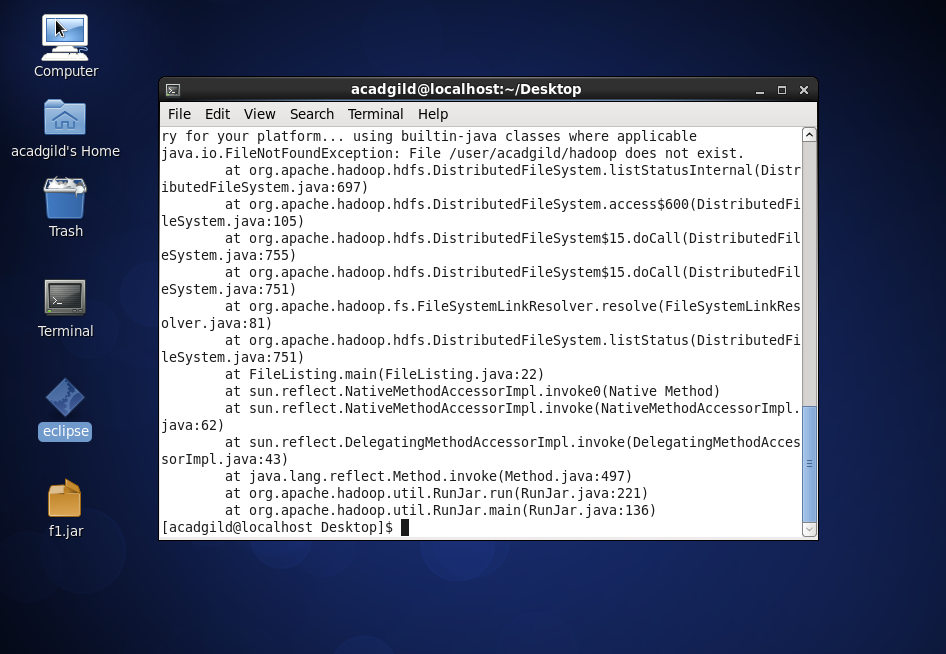 Computer
acadgild's Home
Trash
Terminal
eclipse
f1.jar
acadgild@localhost:~/Desktop
File Edit View Search Terminal Help
ry for your platform... using builtin-java classes where applicable
java.io.FileNotFoundException: File /user/acadgild/hadoop does not exist.
        at org.apache.hadoop.hdfs.DistributedFileSystem.listStatusInternal(Distr
ibutedFileSystem.java:697)
        at org.apache.hadoop.hdfs.DistributedFileSystem.access$600(DistributedFi
leSystem.java:105)
        at org.apache.hadoop.hdfs.DistributedFileSystem$15.doCall(DistributedFil
eSystem.java:755)
        at org.apache.hadoop.hdfs.DistributedFileSystem$15.doCall(DistributedFil
eSystem.java:751)
        at org.apache.hadoop.fs.FileSystemLinkResolver.resolve(FileSystemLinkRes
olver.java:81)
        at org.apache.hadoop.hdfs.DistributedFileSystem.listStatus(DistributedFi
leSystem.java:751)
        at FileListing.main(FileListing.java:22)
        at sun.reflect.NativeMethodAccessorImpl.invoke0(Native Method)
        at sun.reflect.NativeMethodAccessorImpl.invoke(NativeMethodAccessorImpl.
java:62)
        at sun.reflect.DelegatingMethodAccessorImpl.invoke(DelegatingMethodAcces
sorImpl.java:43)
        at java.lang.reflect.Method.invoke(Method.java:497)
        at org.apache.hadoop.util.RunJar.run(RunJar.java:221)
        at org.apache.hadoop.util.RunJar.main(RunJar.java:136)
[acadgild@localhost Desktop]$